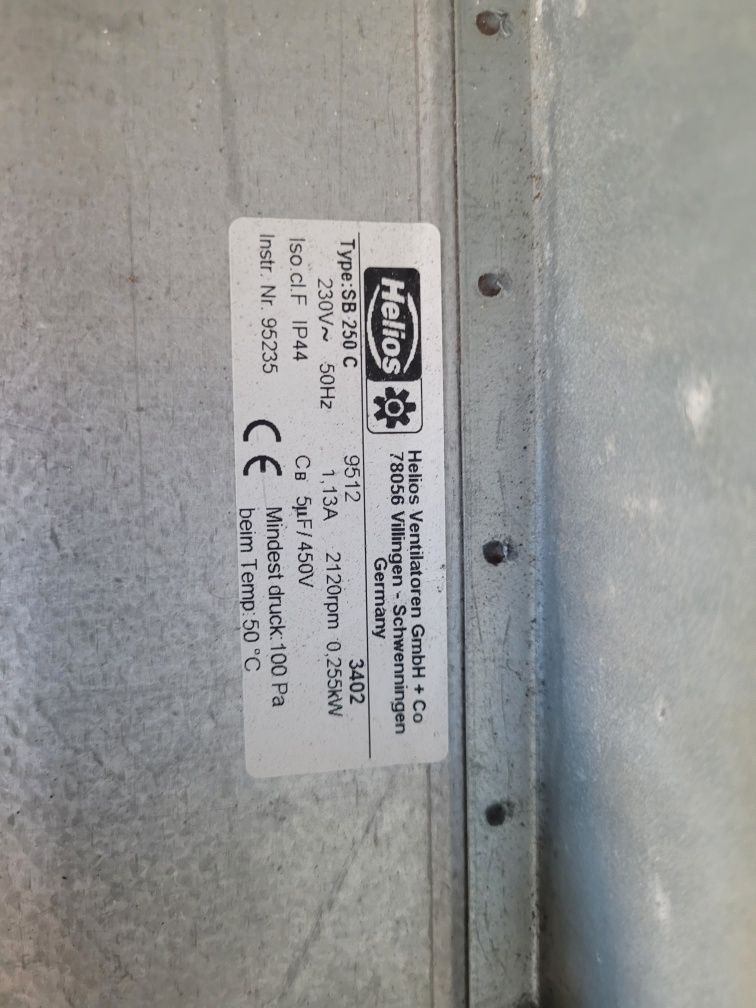 Helios
Helios Ventilatoren GmbH + Co
78056 Villingen - Schwenningen
Germany
Type:SB 250 C 9512 3402
230V~ 50Hz 1,13A 2120rpm 0,255kW
Iso.cl.F IP44 CB 5µF/450V
Instr. Nr. 95235 CE Mindest druck:100 Pa
beim Temp:50 °C